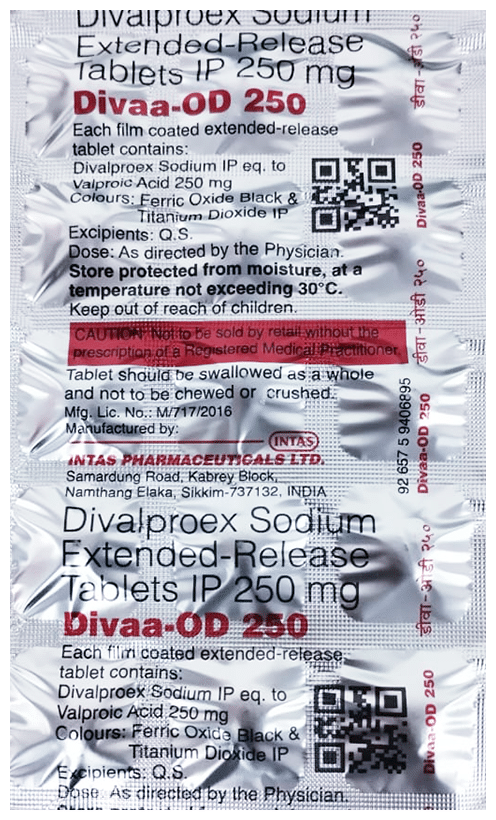 Divalproex Sodium
Extended-Release
Tablets IP 250 mg
Divaa-OD 250
Each film coated extended-release
tablet contains:
Divalproex Sodium IP eq. to
Valproic Acid 250 mg
Colours: Ferric Oxide Black &
Titanium Dioxide IP
Excipients: Q.S.
Dose: As directed by the Physician.
Store protected from moisture, at a
temperature not exceeding 30°C.
Keep out of reach of children.
CAUTION Not to be sold by retail without the
prescription of a Registered Medical Practitioner.
Tablet should be swallowed as a whole
and not to be chewed or crushed.
Mfg. Lic. No.: M/717/2016
Manufactured by:
INTAS
INTAS PHARMACEUTICALS LTD.
Samardung Road, Kabrey Block,
Namthang Elaka, Sikkim-737132, INDIA
Divalproex Sodium
Extended-Release
Tablets IP 250 mg
Divaa-OD 250
Each film coated extended-release
tablet contains:
Divalproex Sodium IP eq. to
Valproic Acid 250 mg
Colours: Ferric Oxide Black &
Titanium Dioxide IP
Excipients: Q.S.
Dose: As directed by the Physician.
डीवा-ओडी २५०
Divaa-OD 250
डीवा-ओडी २५०
Divaa-OD 250
92 657 5 9406895
डीवा-ओडी २५०
Divaa-OD 250